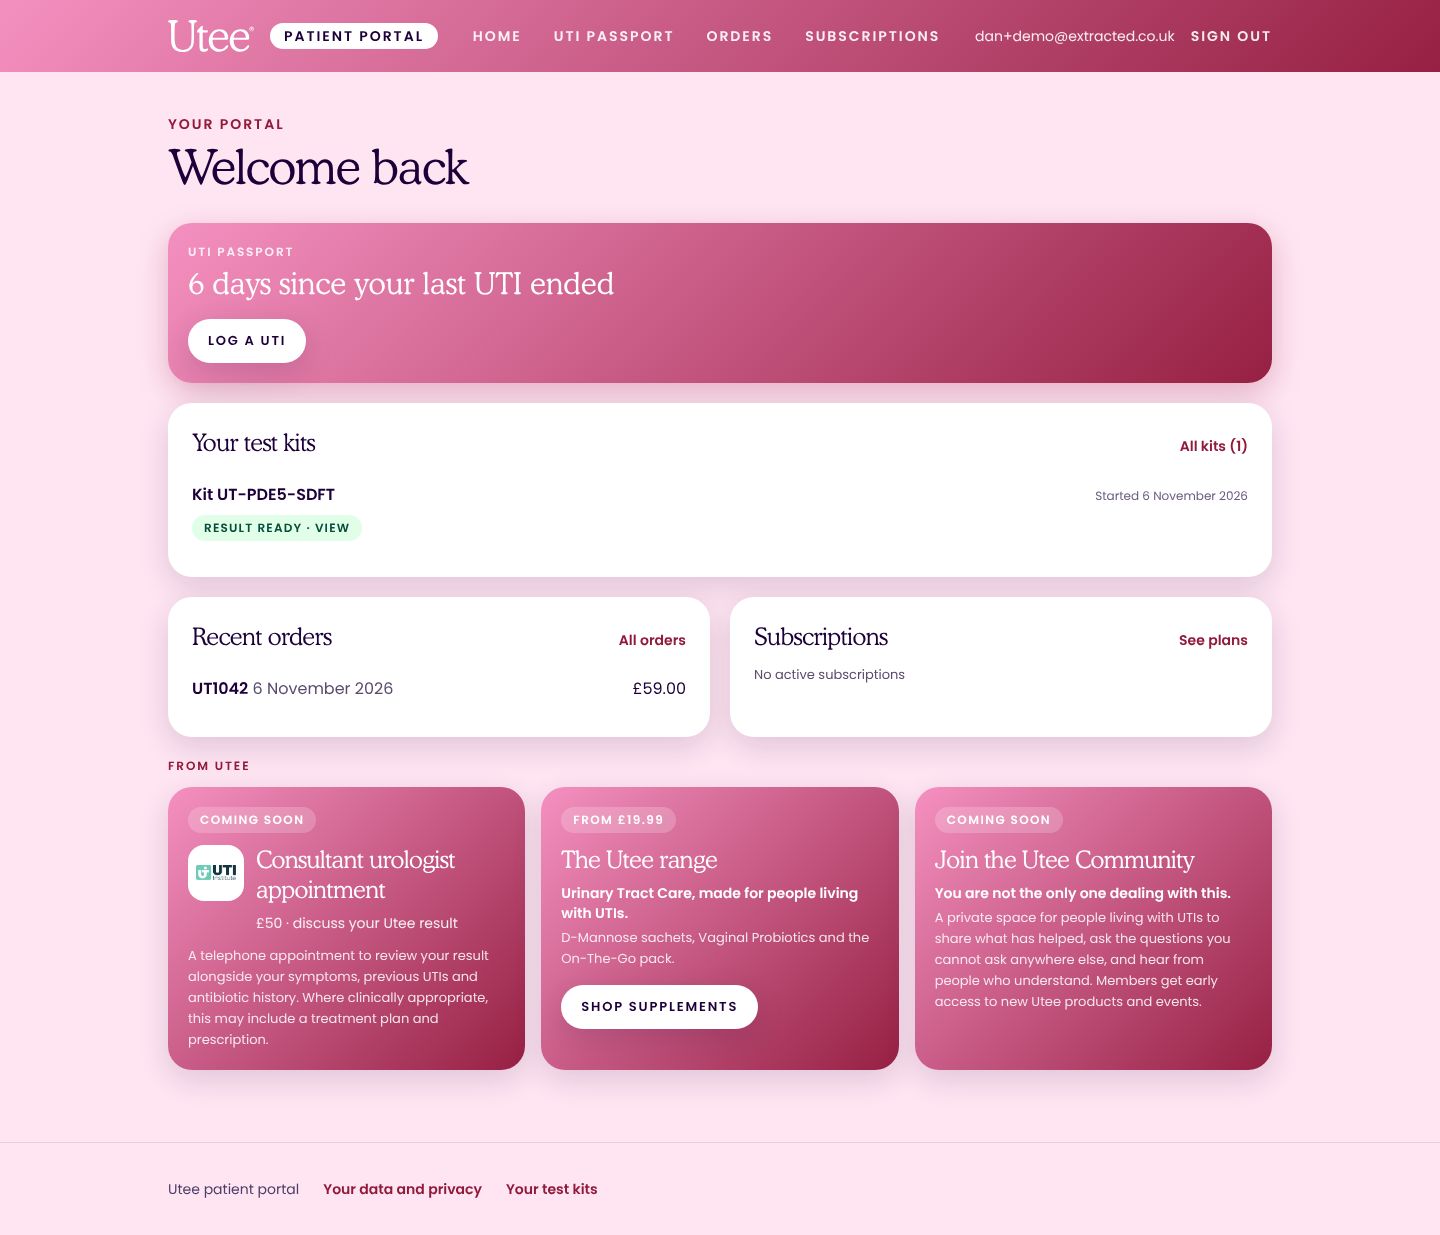 Utee® PATIENT PORTAL HOME UTI PASSPORT ORDERS SUBSCRIPTIONS dan+demo@extracted.co.uk SIGN OUT
YOUR PORTAL
Welcome back
UTI PASSPORT
6 days since your last UTI ended
LOG A UTI
Your test kits All kits (1)
Kit UT-PDE5-SDFT Started 6 November 2026
RESULT READY · VIEW
Recent orders All orders
UT1042 6 November 2026 £59.00
Subscriptions See plans
No active subscriptions
FROM UTEE
COMING SOON
UTI
Institute
Consultant urologist
appointment
£50 · discuss your Utee result
A telephone appointment to review your result
alongside your symptoms, previous UTIs and
antibiotic history. Where clinically appropriate,
this may include a treatment plan and
prescription.
FROM £19.99
The Utee range
Urinary Tract Care, made for people living
with UTIs.
D-Mannose sachets, Vaginal Probiotics and the
On-The-Go pack.
SHOP SUPPLEMENTS
COMING SOON
Join the Utee Community
You are not the only one dealing with this.
A private space for people living with UTIs to
share what has helped, ask the questions you
cannot ask anywhere else, and hear from
people who understand. Members get early
access to new Utee products and events.
Utee patient portal Your data and privacy Your test kits